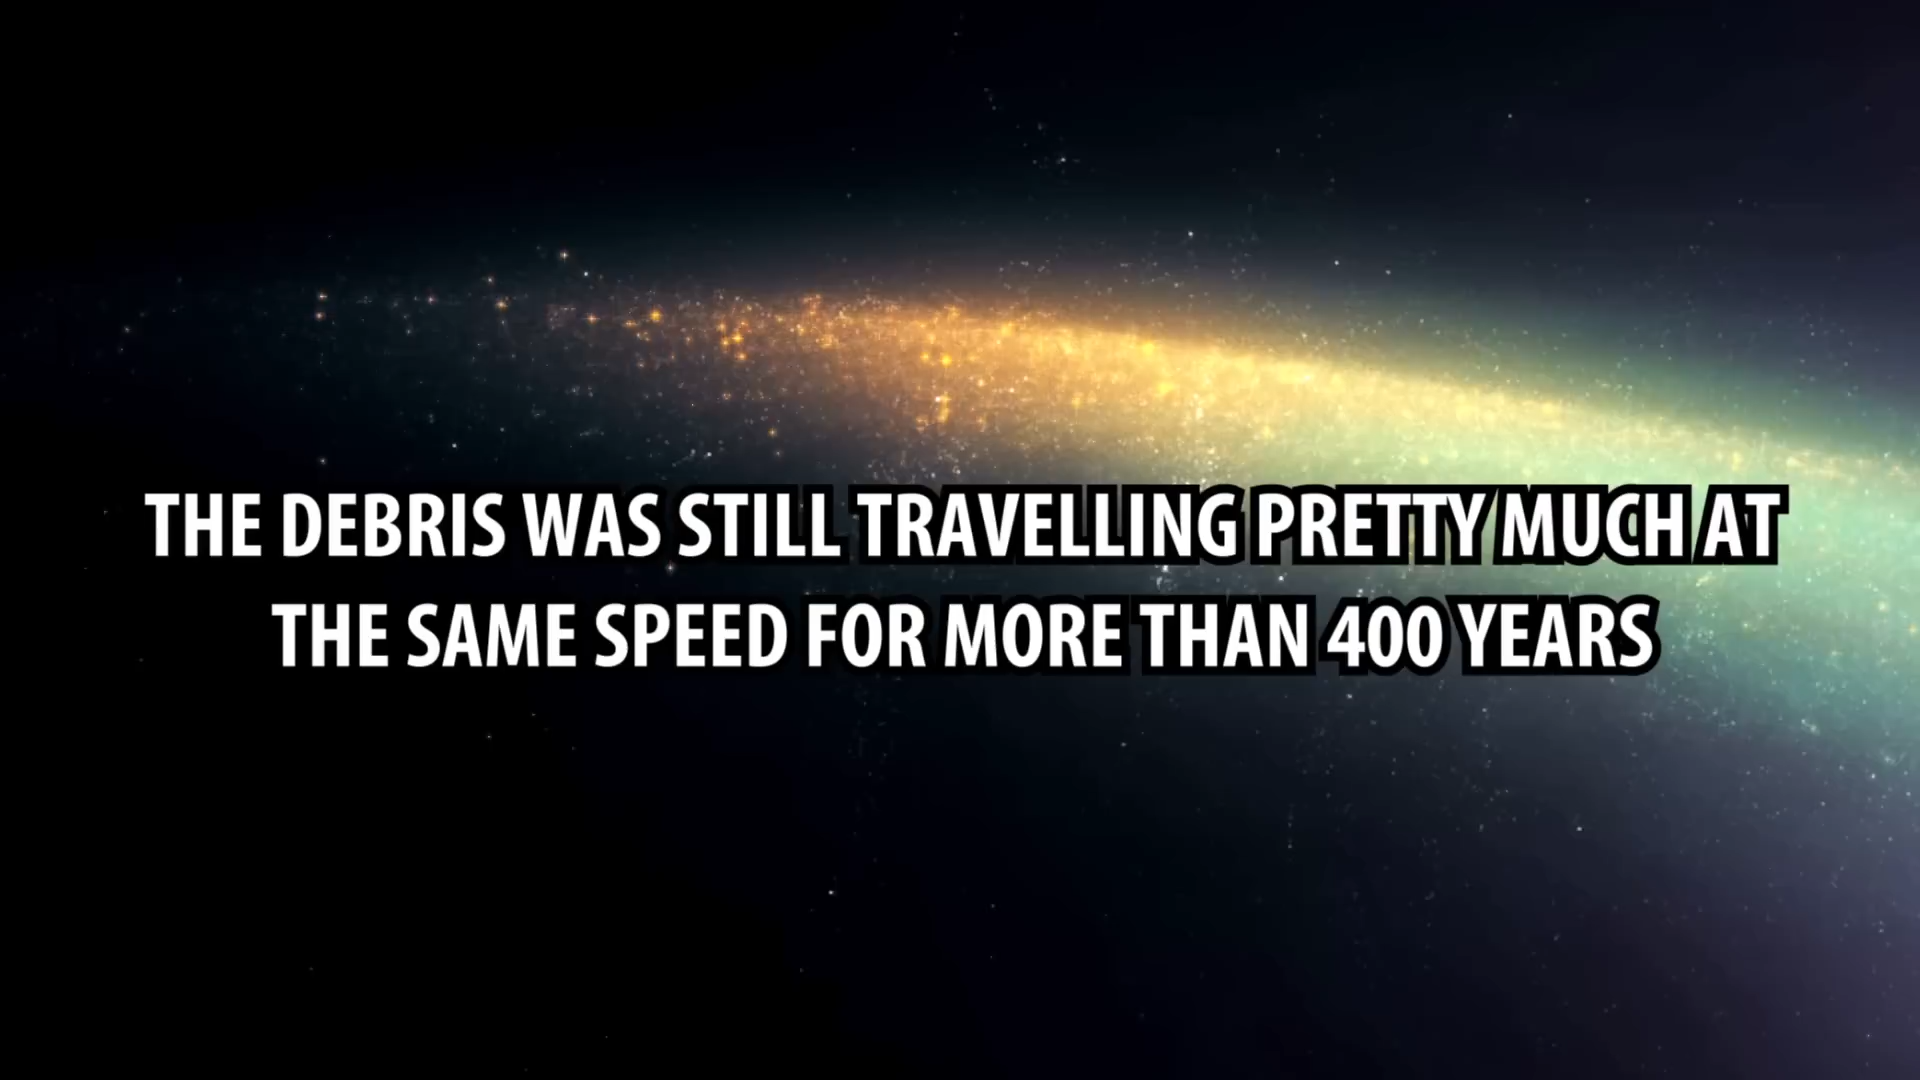 THE DEBRIS WAS STILL TRAVELLING PRETTY MUCH AT
THE SAME SPEED FOR MORE THAN 400 YEARS